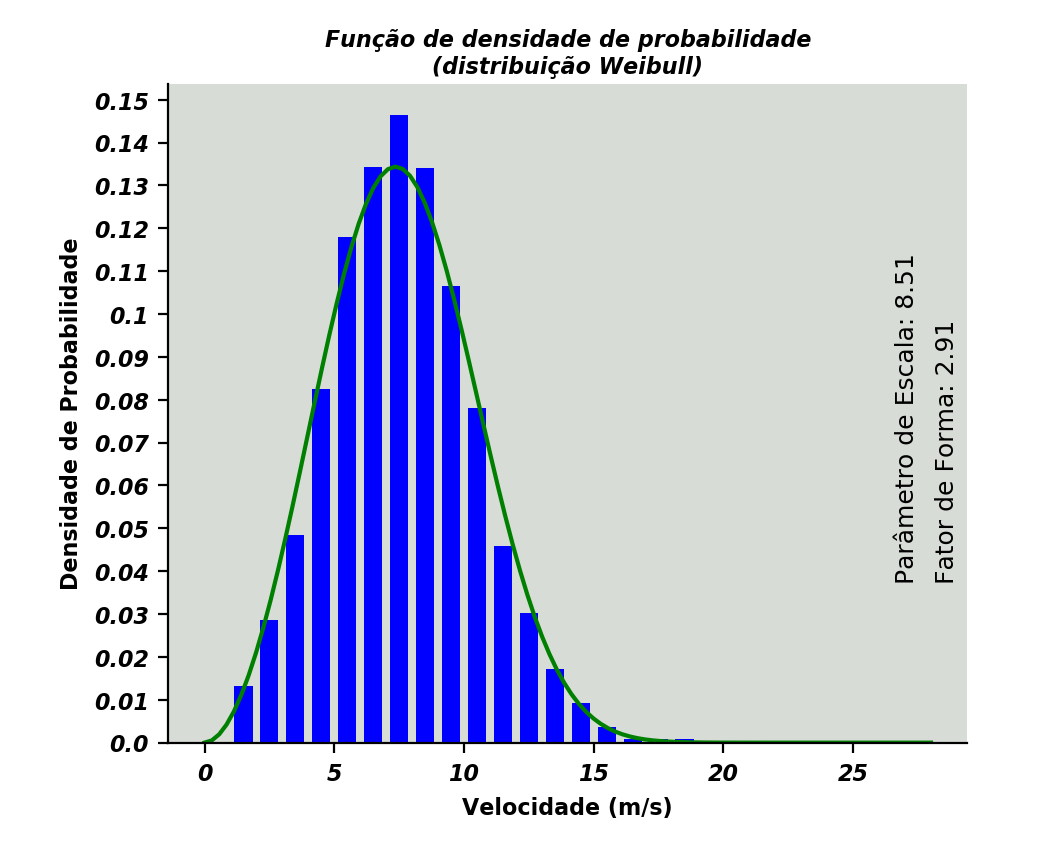 Função de densidade de probabilidade
(distribuição Weibull)
0.15
0.14
0.13
0.12
0.11
0.1
0.09
0.08
0.07
0.06
0.05
0.04
0.03
0.02
0.01
0.0
Densidade de Probabilidade
Parâmetro de Escala: 8.51
Fator de Forma: 2.91
0 5 10 15 20 25
Velocidade (m/s)